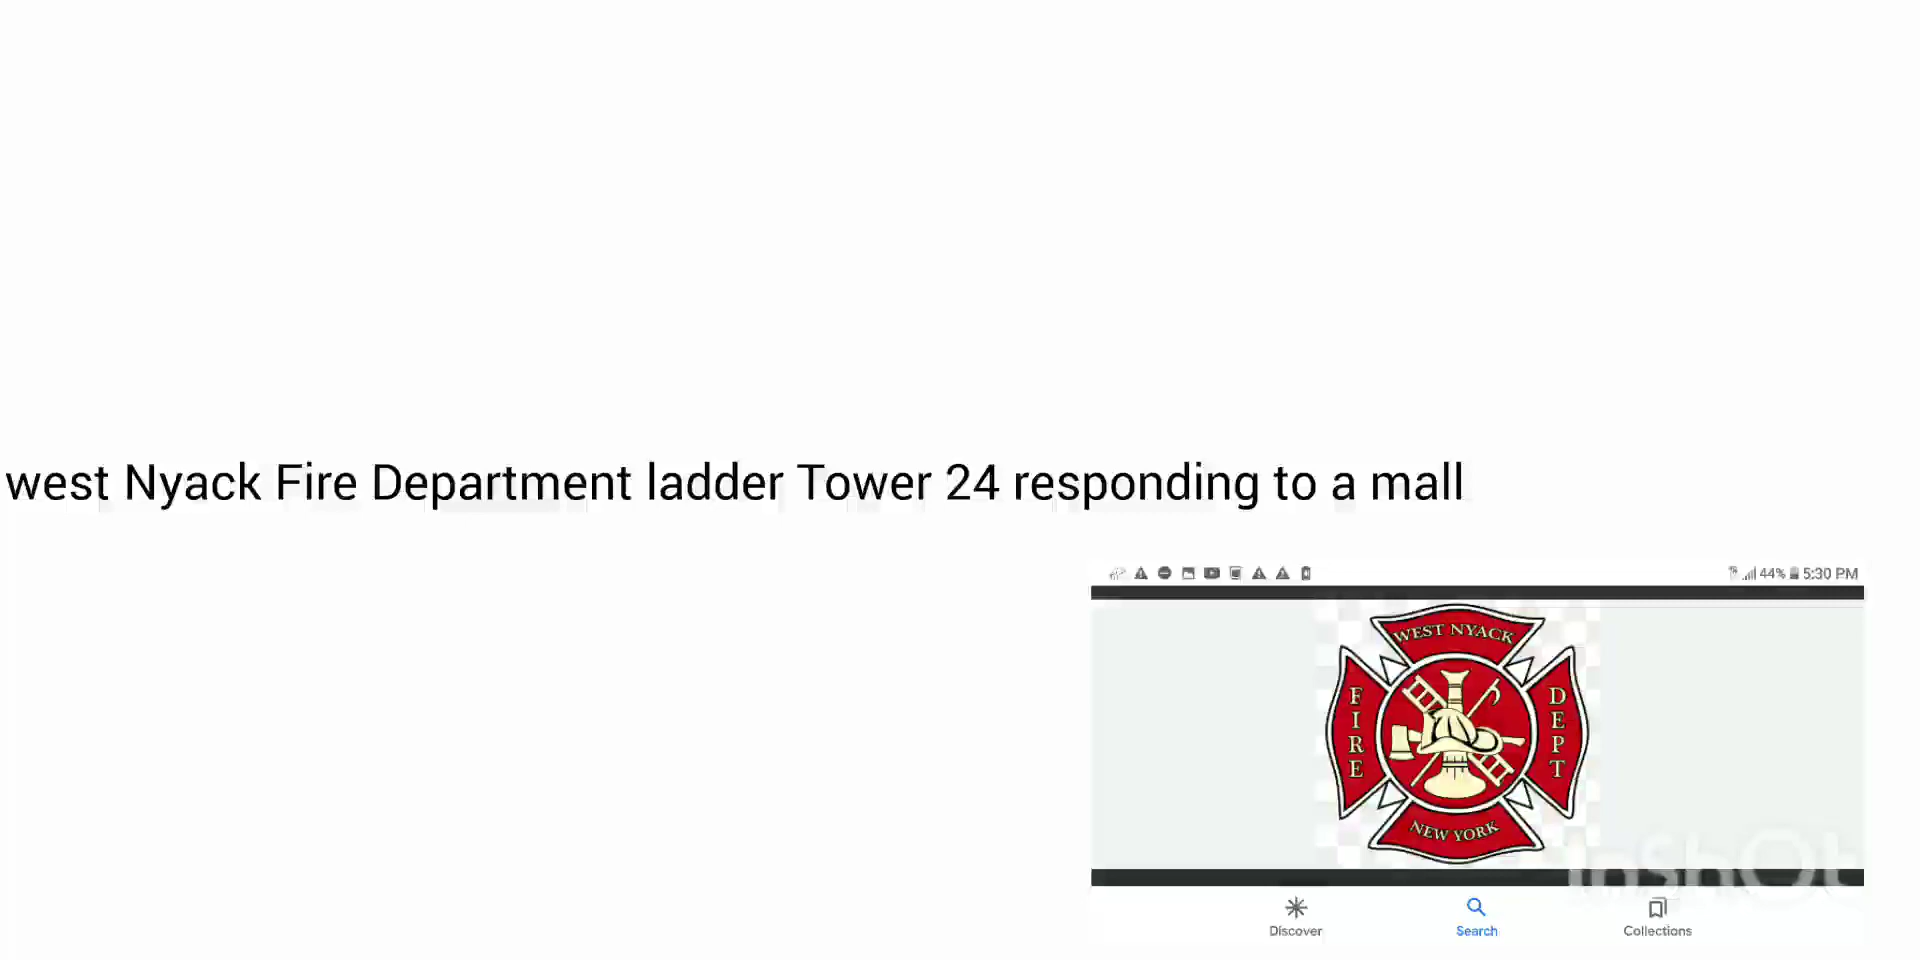 west Nyack Fire Department ladder Tower 24 responding to a mall
44% 5:30 PM
WEST NYACK
FIRE
DEPT
NEW YORK
InShOt
Discover
Search
Collections